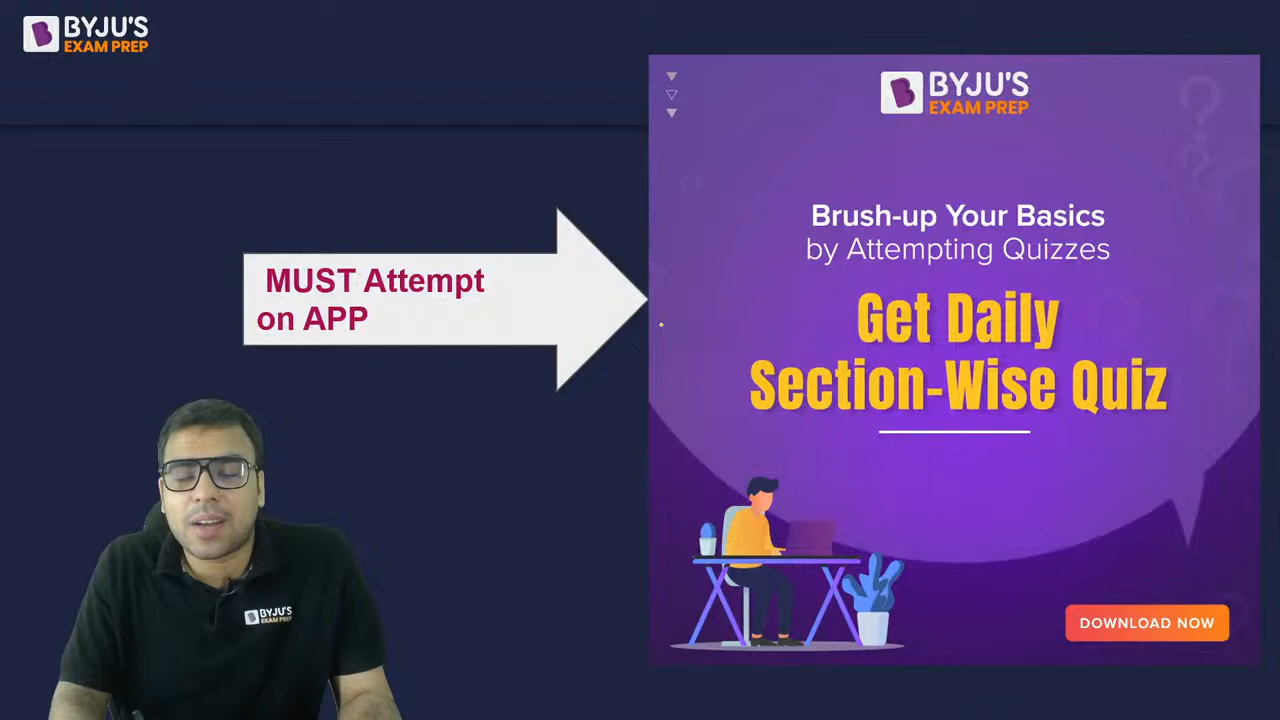 BYJU'S
EXAM PREP
BYJU'S
EXAM PREP
Brush-up Your Basics
by Attempting Quizzes
Get Daily
Section-Wise Quiz
MUST Attempt
on APP
BYJU'S
EXAM PREP
DOWNLOAD NOW